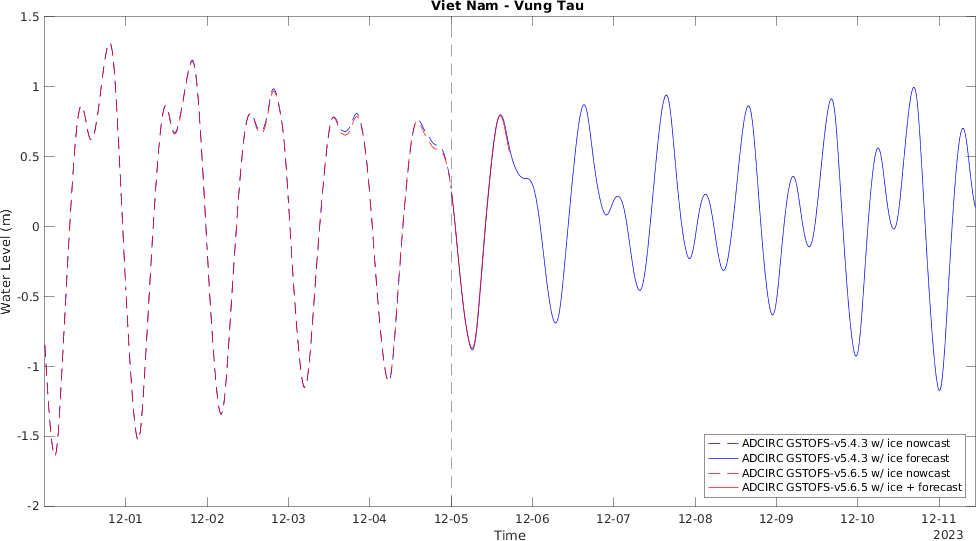 Viet Nam - Vung Tau
Water Level (m)
1.5
1
0.5
0
-0.5
-1
-1.5
-2
ADCIRC GSTOFS-v5.4.3 w/ ice nowcast
ADCIRC GSTOFS-v5.4.3 w/ ice forecast
ADCIRC GSTOFS-v5.6.5 w/ ice nowcast
ADCIRC GSTOFS-v5.6.5 w/ ice + forecast
12-01 12-02 12-03 12-04 12-05 12-06 12-07 12-08 12-09 12-10 12-11
Time
2023